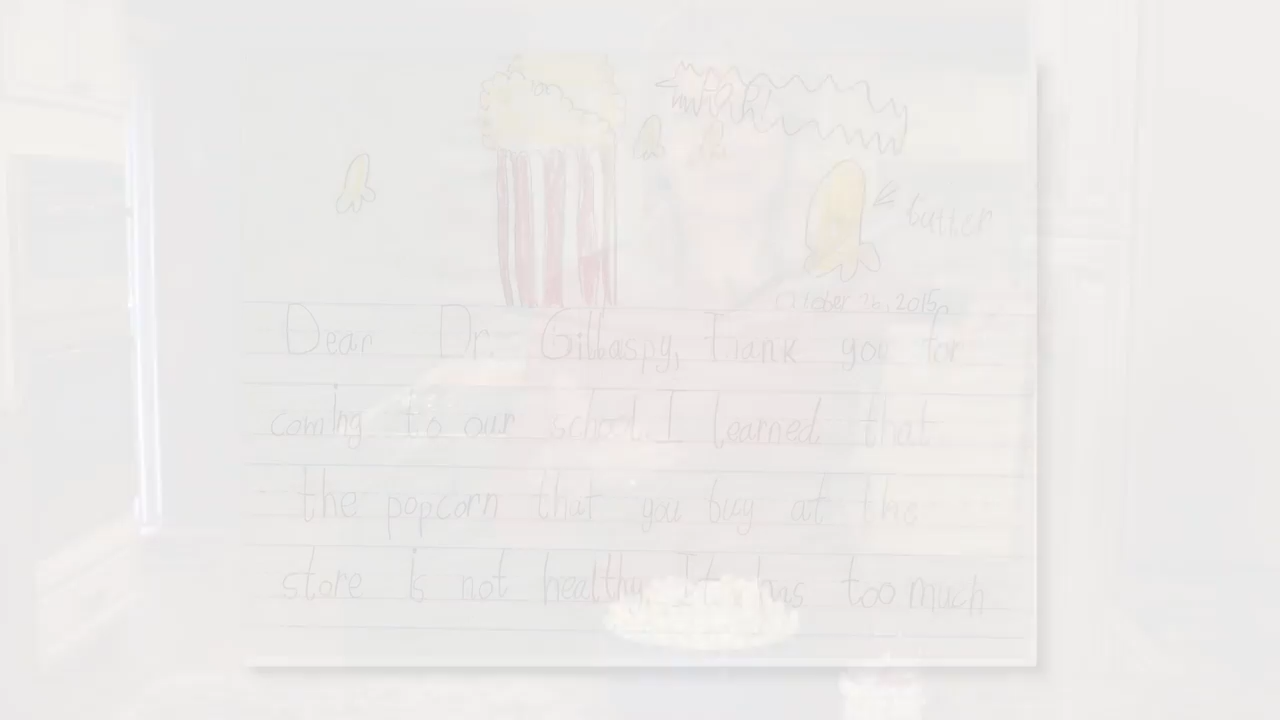 butter
October 26, 2015
Dear Dr. Gillaspy, Thank you for
coming to our school. I learned that
the popcorn that you buy at the
store is not healthy. It has too much